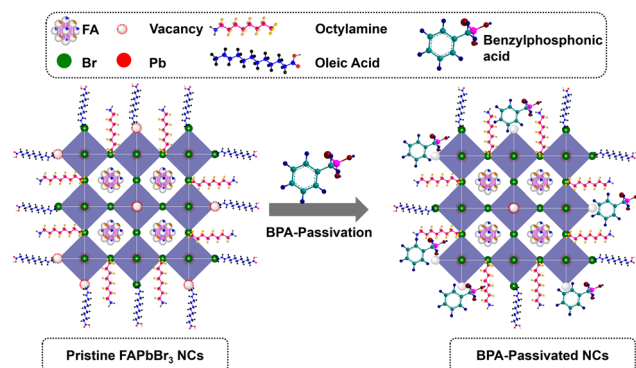 FA
Vacancy
Octylamine
Benzylphosphonic
acid
Br
Pb
Oleic Acid
BPA-Passivation
Pristine FAPbBr₃ NCs
BPA-Passivated NCs